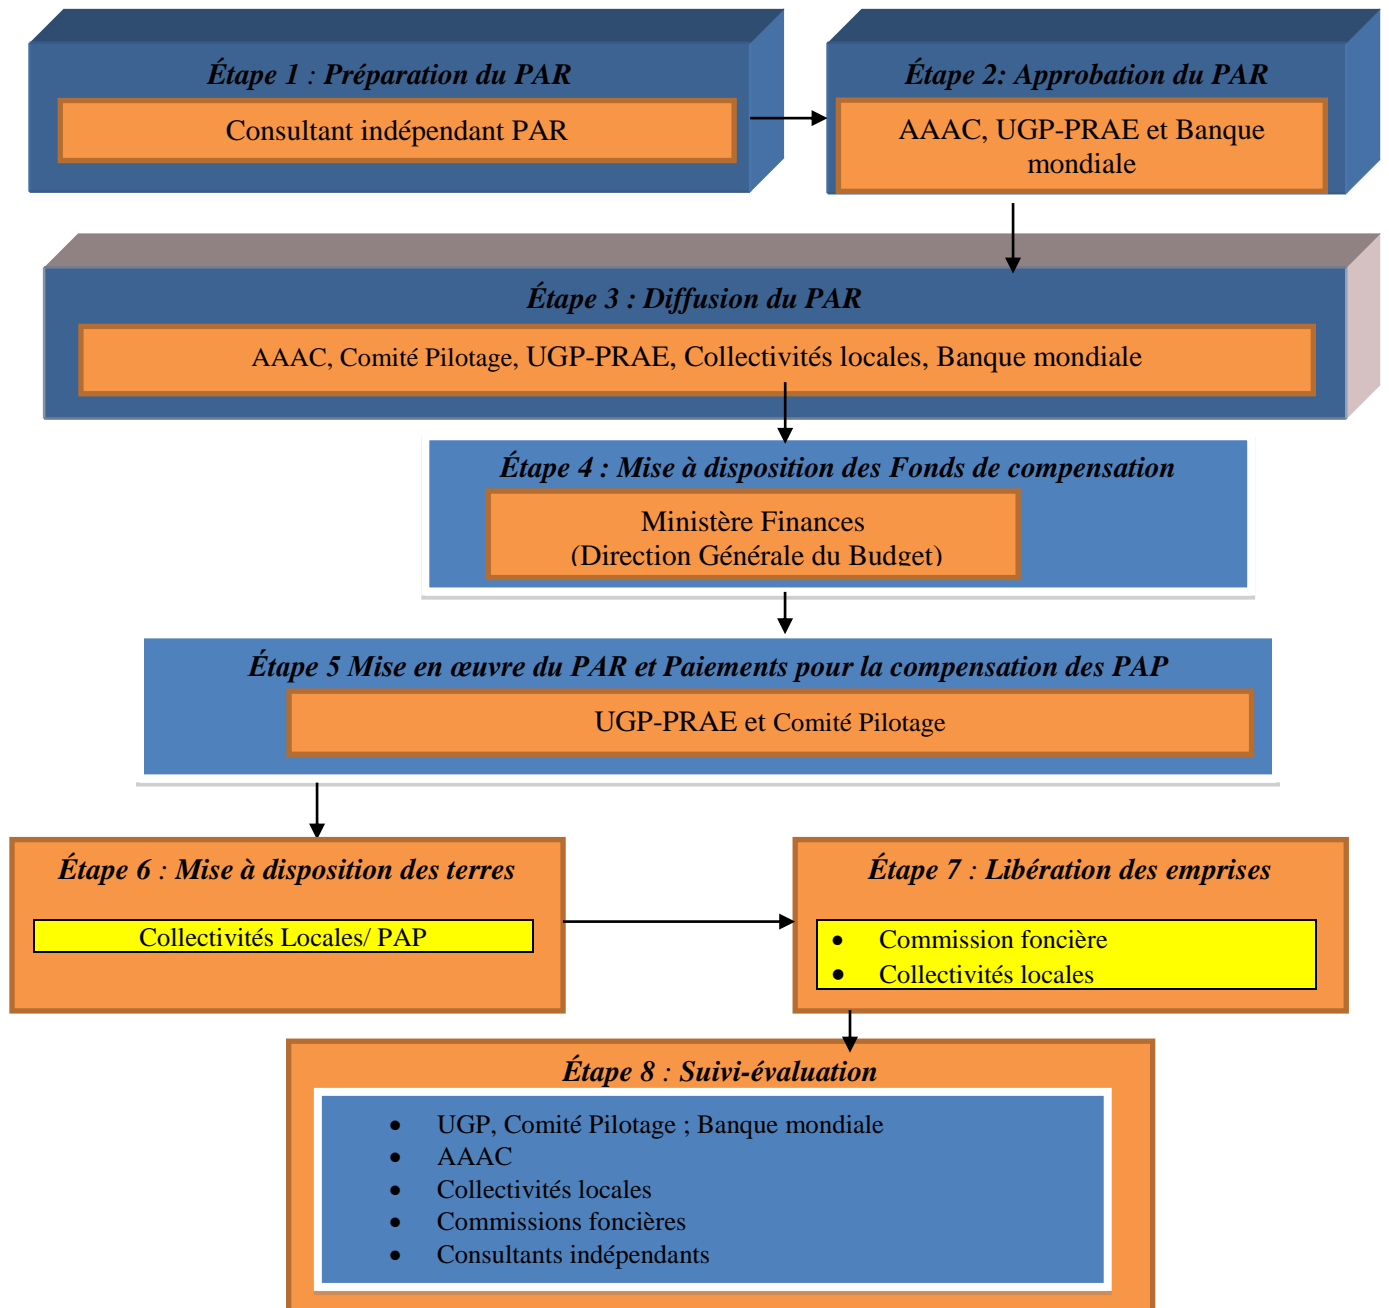 Étape 1 : Préparation du PAR
Consultant indépendant PAR
Étape 2: Approbation du PAR
AAAC, UGP-PRAE et Banque
mondiale
Étape 3 : Diffusion du PAR
AAAC, Comité Pilotage, UGP-PRAE, Collectivités locales, Banque mondiale
Étape 4 : Mise à disposition des Fonds de compensation
Ministère Finances
(Direction Générale du Budget)
Étape 5 Mise en œuvre du PAR et Paiements pour la compensation des PAP
UGP-PRAE et Comité Pilotage
Étape 6 : Mise à disposition des terres
Collectivités Locales/ PAP
Étape 7 : Libération des emprises
• Commission foncière
• Collectivités locales
Étape 8 : Suivi-évaluation
• UGP, Comité Pilotage ; Banque mondiale
• AAAC
• Collectivités locales
• Commissions foncières
• Consultants indépendants